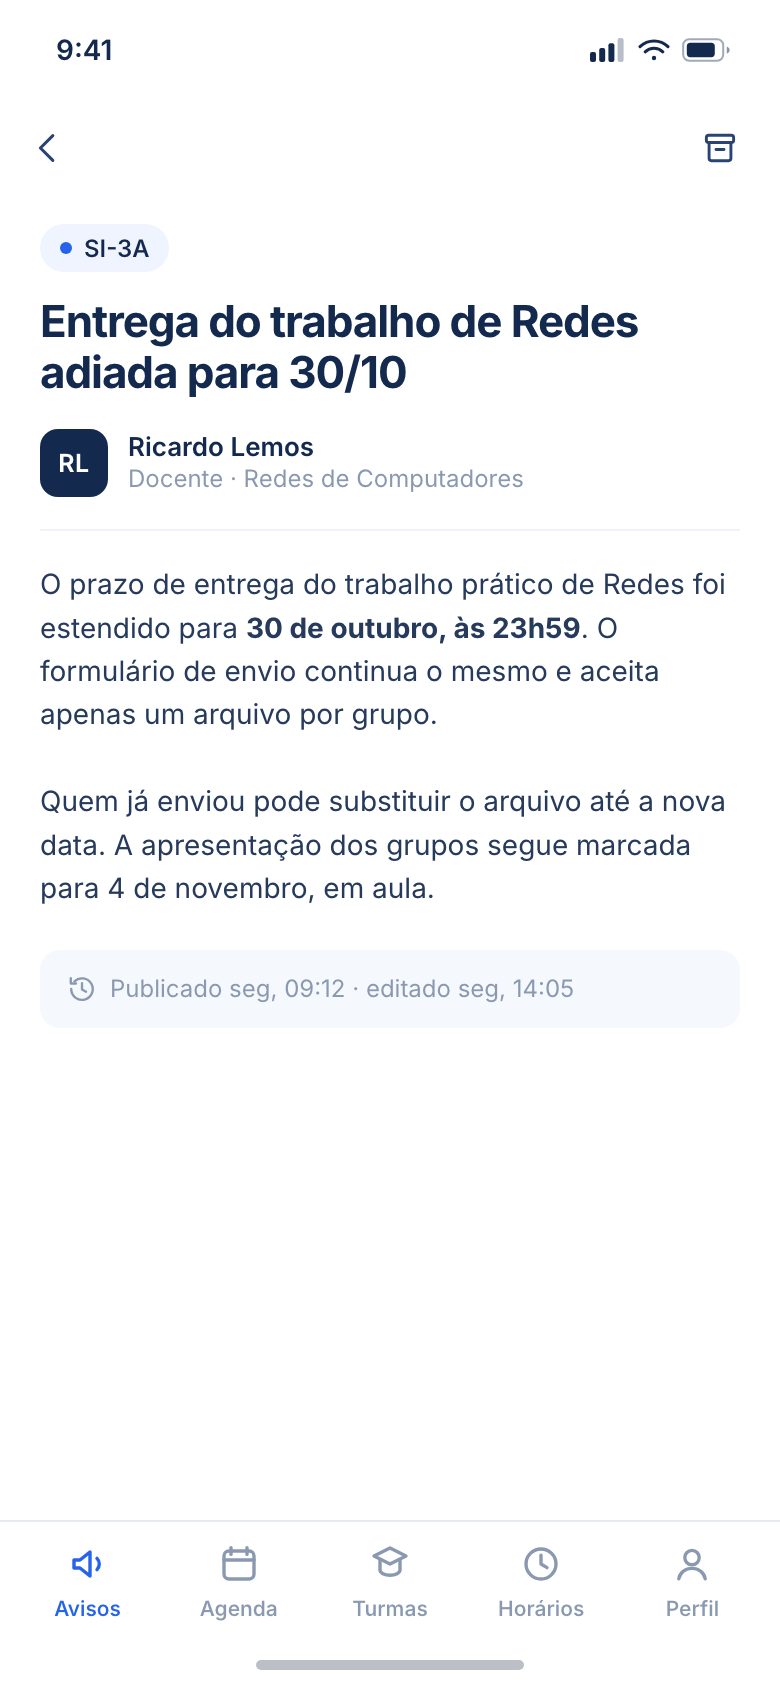 9:41
SI-3A
Entrega do trabalho de Redes
adiada para 30/10
RL
Ricardo Lemos
Docente · Redes de Computadores
O prazo de entrega do trabalho prático de Redes foi
estendido para 30 de outubro, às 23h59. O
formulário de envio continua o mesmo e aceita
apenas um arquivo por grupo.
Quem já enviou pode substituir o arquivo até a nova
data. A apresentação dos grupos segue marcada
para 4 de novembro, em aula.
Publicado seg, 09:12 · editado seg, 14:05
Avisos
Agenda
Turmas
Horários
Perfil